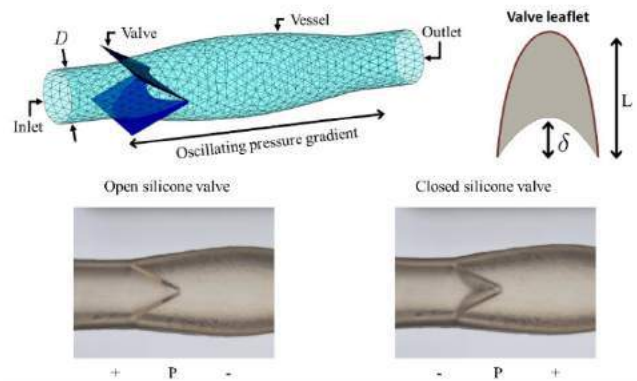 Valve
Vessel
Outlet
D
Inlet
Oscillating pressure gradient
Valve leaflet
L
δ
Open silicone valve
Closed silicone valve
+ P -
- P +